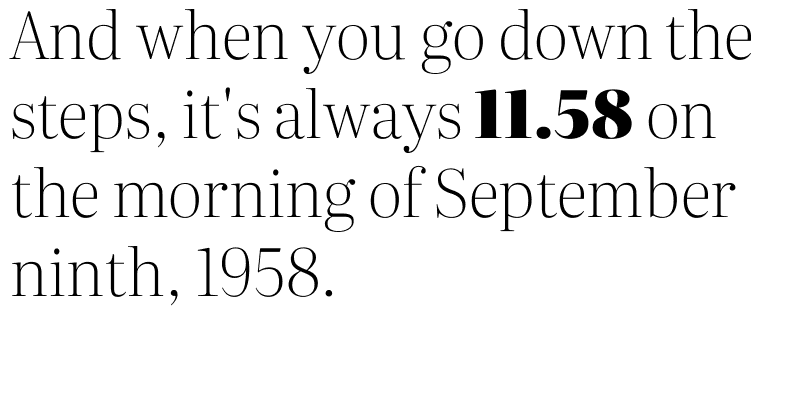 And when you go down the
steps, it's always 11.58 on
the morning of September
ninth, 1958.